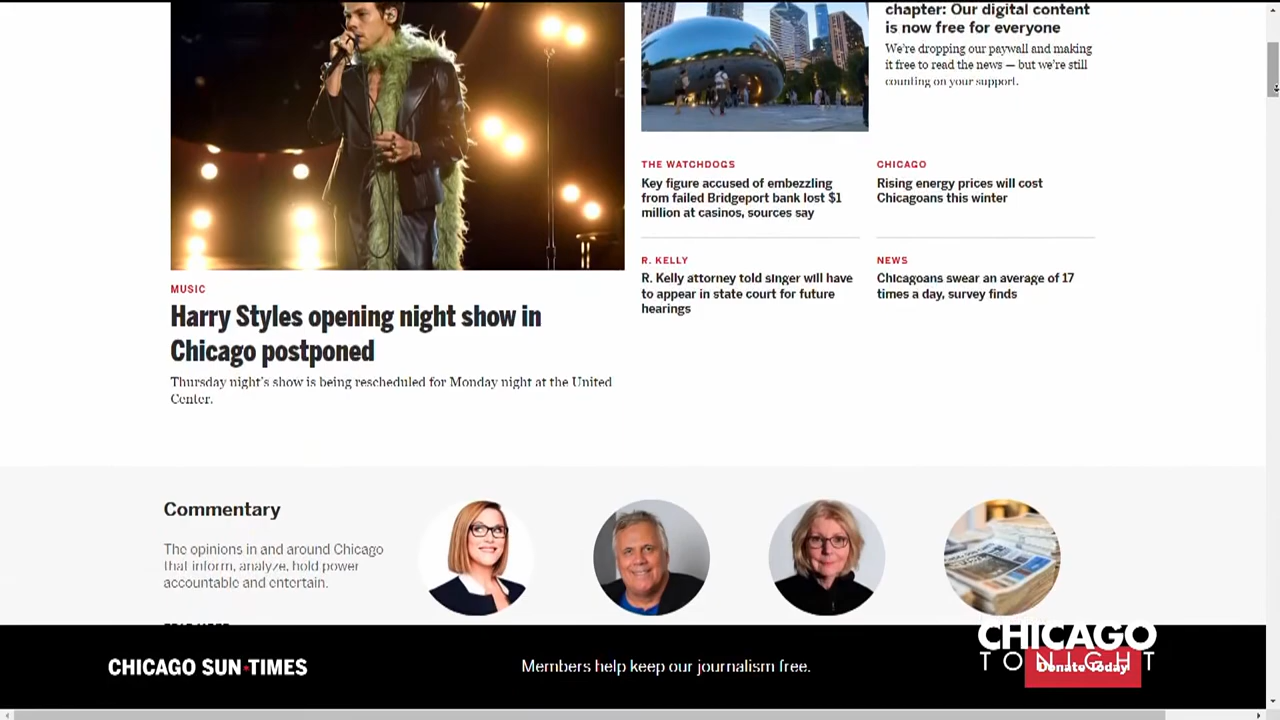 chapter: Our digital content
is now free for everyone
We're dropping our paywall and making
it free to read the news — but we're still
counting on your support.
THE WATCHDOGS
Key figure accused of embezzling
from failed Bridgeport bank lost $1
million at casinos, sources say
CHICAGO
Rising energy prices will cost
Chicagoans this winter
R. KELLY
R. Kelly attorney told singer will have
to appear in state court for future
hearings
NEWS
Chicagoans swear an average of 17
times a day, survey finds
MUSIC
Harry Styles opening night show in
Chicago postponed
Thursday night's show is being rescheduled for Monday night at the United
Center.
Commentary
The opinions in and around Chicago
that inform, analyze, hold power
accountable and entertain.
CHICAGO SUN-TIMES
Members help keep our journalism free.
Donate Today
CHICAGO
TONIGHT